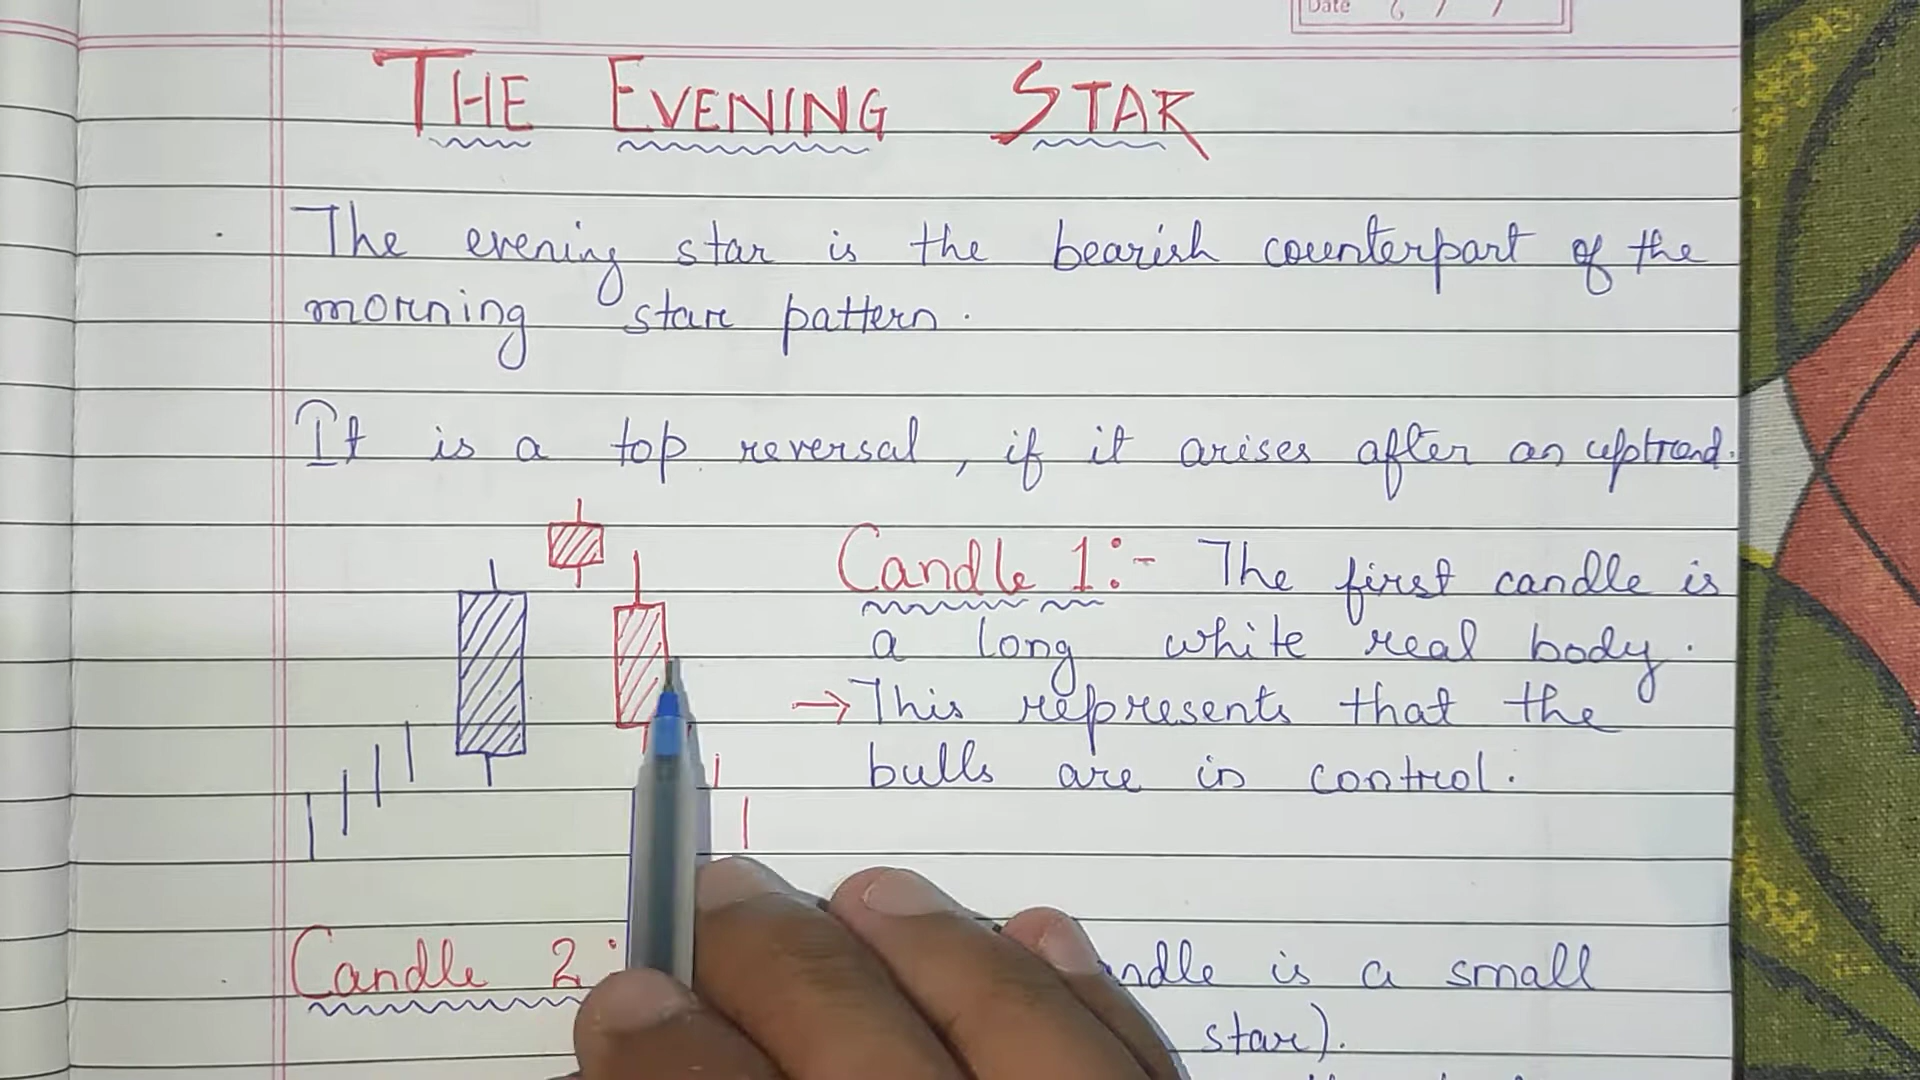 Date
THE EVENING STAR
The evening star is the bearish counterpart of the
morning star pattern.
It is a top reversal, if it arises after an uptrend.
Candle 1:- The first candle is
a long white real body.
→ This represents that the
bulls are in control.
Candle 2: candle is a small
star).